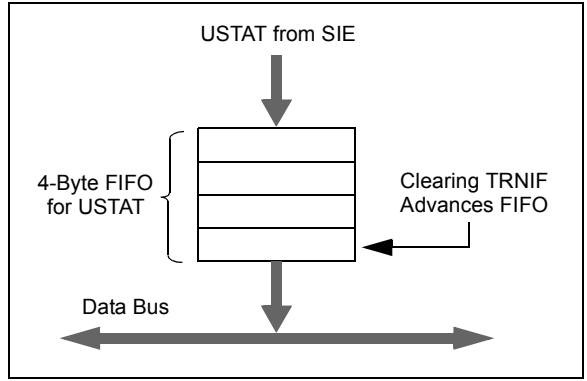 USTAT from SIE
4-Byte FIFO
for USTAT
Clearing TRNIF
Advances FIFO
Data Bus